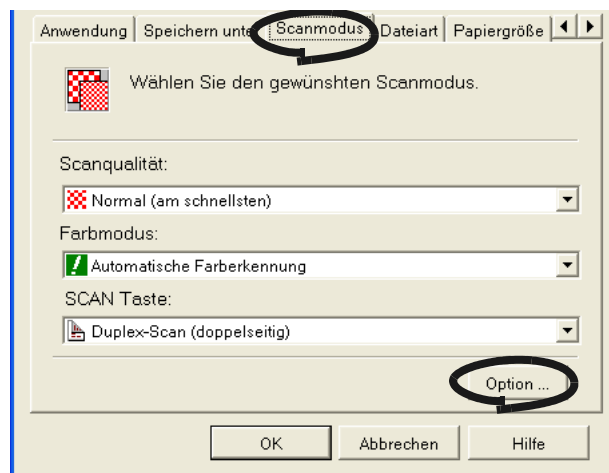 Anwendung Speichern unter Scanmodus Dateiart Papiergröße
Wählen Sie den gewünshten Scanmodus.
Scanqualität:
Normal (am schnellsten)
Farbmodus:
Automatische Farberkennung
SCAN Taste:
Duplex-Scan (doppelseitig)
Option ...
OK Abbrechen Hilfe